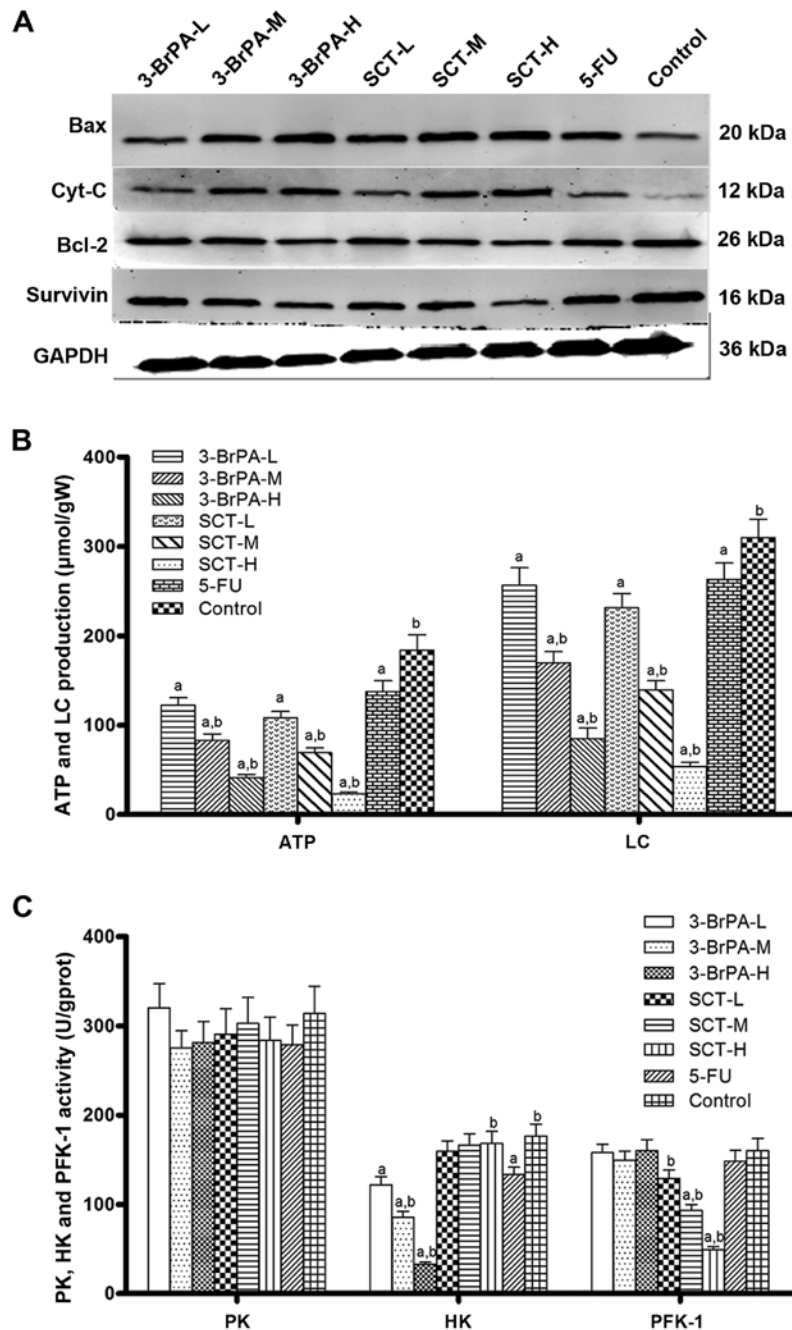 A
3-BrPA-L 3-BrPA-M 3-BrPA-H SCT-L SCT-M SCT-H 5-FU Control
Bax 20 kDa
Cyt-C 12 kDa
Bcl-2 26 kDa
Survivin 16 kDa
GAPDH 36 kDa
B
ATP and LC production (μmol/gW)
400
300
200
100
0
3-BrPA-L
3-BrPA-M
3-BrPA-H
SCT-L
SCT-M
SCT-H
5-FU
Control
a a,b a,b a a,b a,b a b
a a,b a,b a a,b a,b a b
ATP LC
C
PK, HK and PFK-1 activity (U/gprot)
400
300
200
100
0
3-BrPA-L
3-BrPA-M
3-BrPA-H
SCT-L
SCT-M
SCT-H
5-FU
Control
a a,b a,b b a b
b a,b a,b
PK HK PFK-1